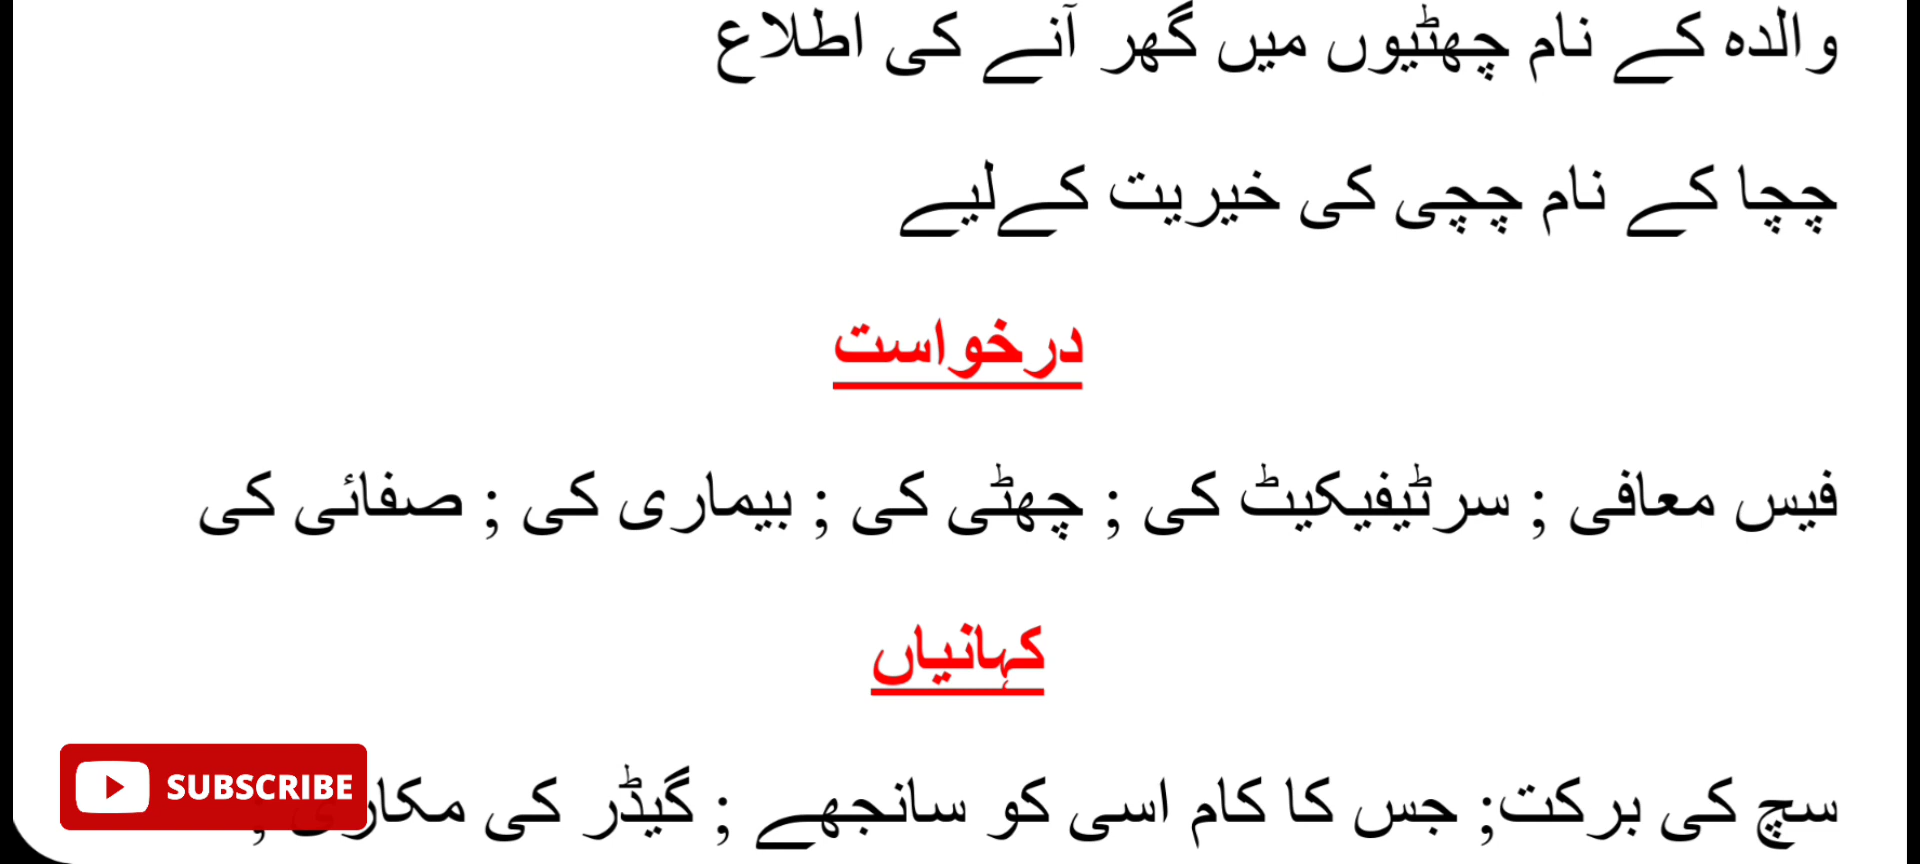 والدہ کے نام چھٹیوں میں گھر آنے کی اطلاع
چچا کے نام چچی کی خیریت کےلیے
درخواست
فیس معافی ; سرٹیفیکیٹ کی ; چھٹی کی ; بیماری کی ; صفائی کی
کہانیاں
سچ کی برکت; جس کا کام اسی کو سانجھے ; گیڈر کی مکاری ;
SUBSCRIBE